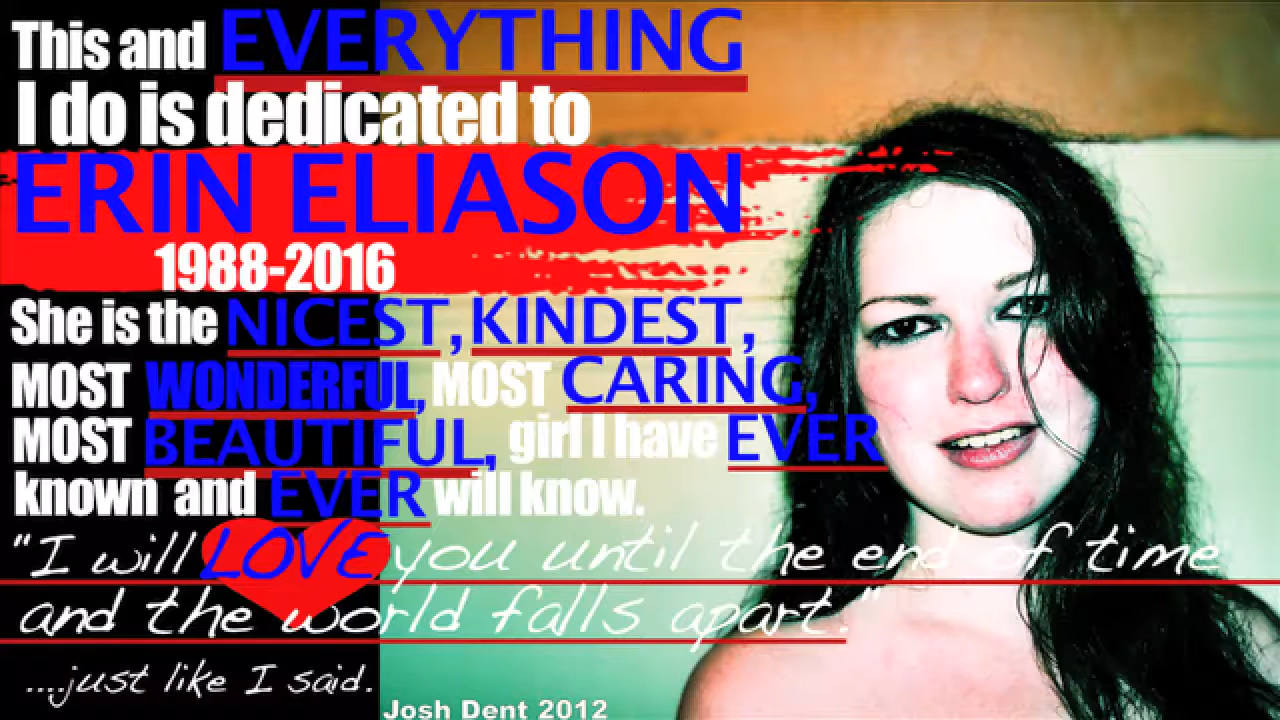 This and EVERYTHING
I do is dedicated to
ERIN ELIASON
1988-2016
She is the NICEST, KINDEST,
MOST WONDERFUL, MOST CARING,
MOST BEAUTIFUL, girl I have EVER
known and EVER will know.
"I will LOVE you until the end of time
and the world falls apart."
....just like I said.
Josh Dent 2012